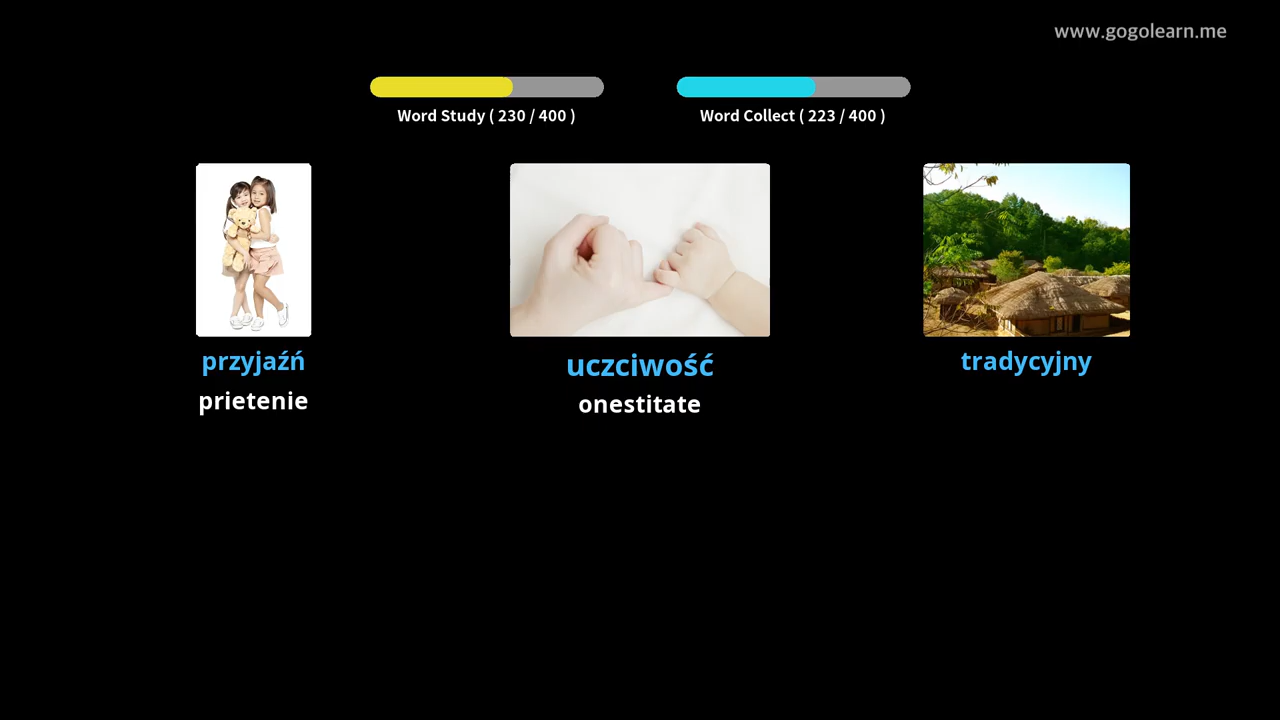 www.gogolearn.me
Word Study ( 230 / 400 )
Word Collect ( 223 / 400 )
przyjaźń
uczciwość
tradycyjny
prietenie
onestitate